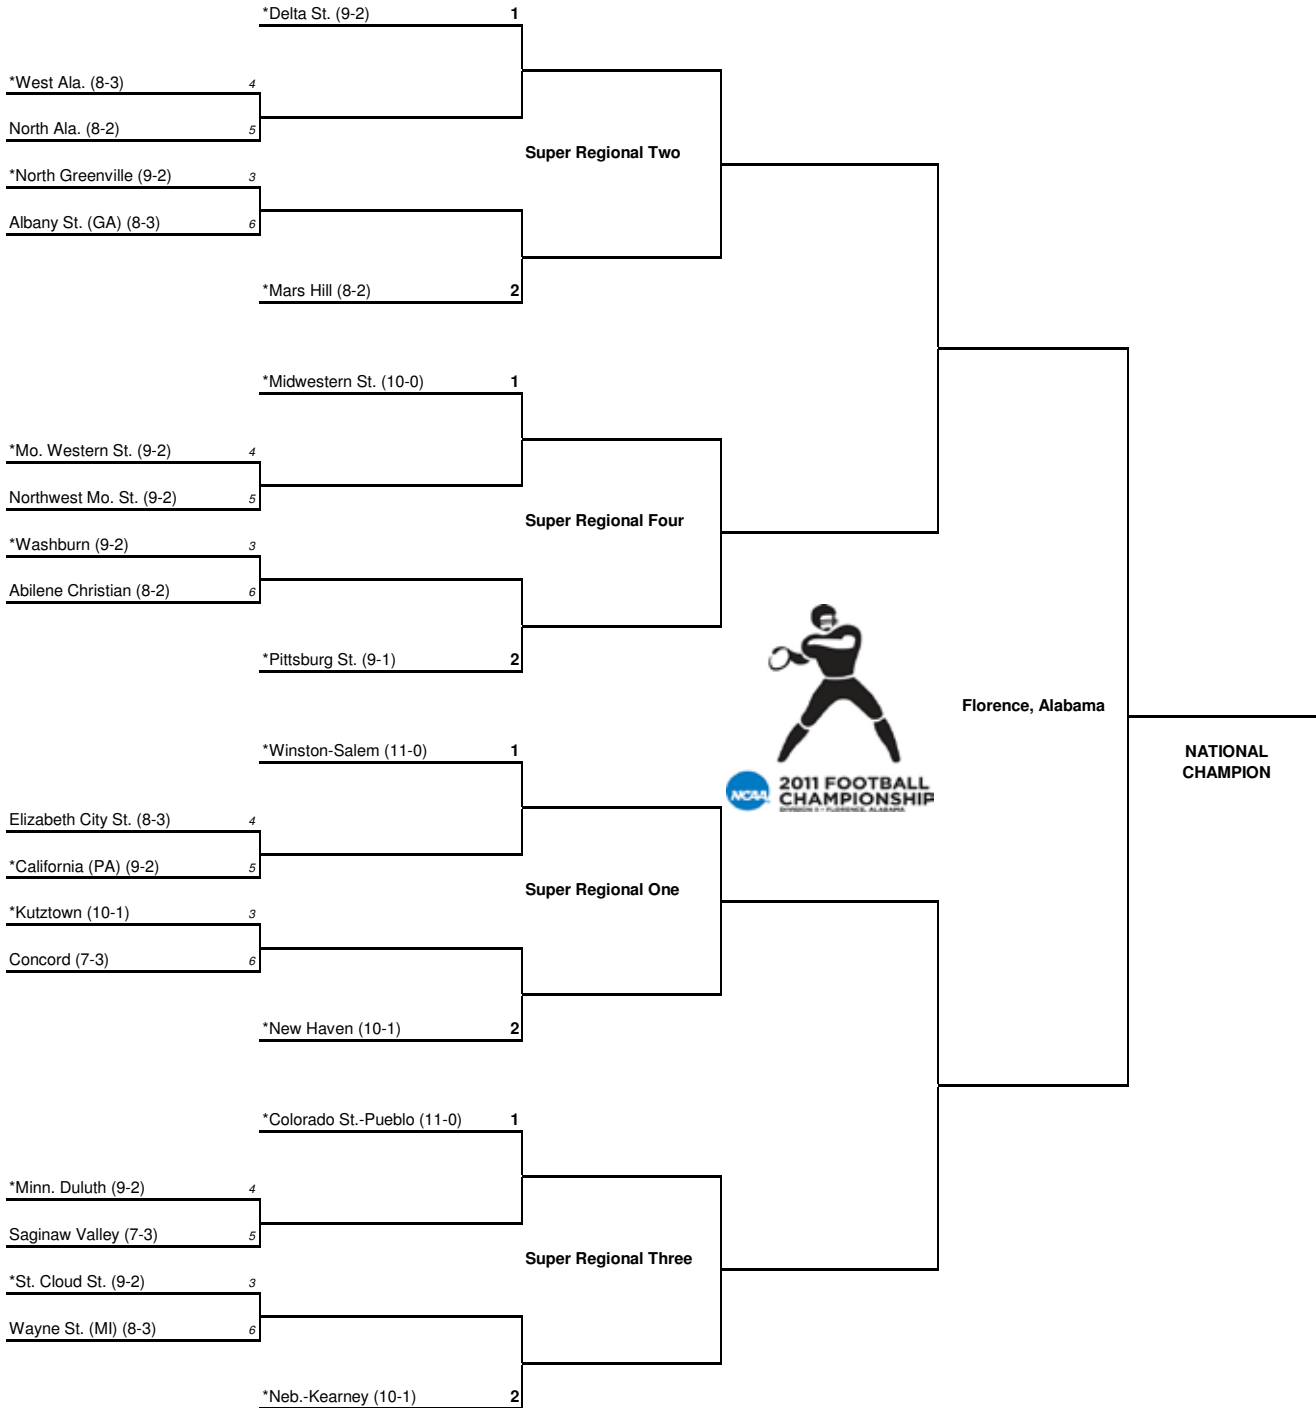 *Delta St. (9-2) 1
*West Ala. (8-3) 4
North Ala. (8-2) 5
Super Regional Two
*North Greenville (9-2) 3
Albany St. (GA) (8-3) 6
*Mars Hill (8-2) 2
*Midwestern St. (10-0) 1
*Mo. Western St. (9-2) 4
Northwest Mo. St. (9-2) 5
Super Regional Four
*Washburn (9-2) 3
Abilene Christian (8-2) 6
*Pittsburg St. (9-1) 2
Florence, Alabama
*Winston-Salem (11-0) 1
NATIONAL
CHAMPION
NCAA
2011 FOOTBALL
CHAMPIONSHIP
DIVISION II – FLORENCE, ALABAMA
Elizabeth City St. (8-3) 4
*California (PA) (9-2) 5
Super Regional One
*Kutztown (10-1) 3
Concord (7-3) 6
*New Haven (10-1) 2
*Colorado St.-Pueblo (11-0) 1
*Minn. Duluth (9-2) 4
Saginaw Valley (7-3) 5
Super Regional Three
*St. Cloud St. (9-2) 3
Wayne St. (MI) (8-3) 6
*Neb.-Kearney (10-1) 2